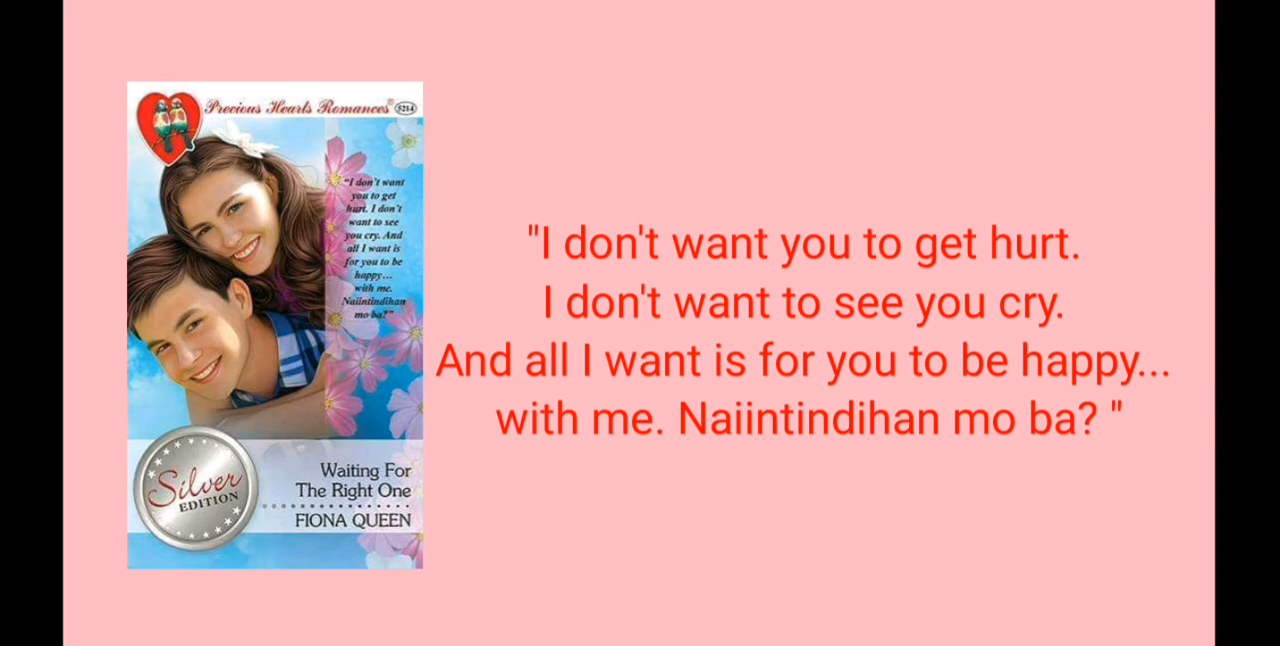 Precious Hearts Romances® 5214
"I don't want
you to get
hurt. I don't
want to see
you cry. And
all I want is
for you to be
happy...
with me.
Naiintindihan
mo ba?"
Silver
EDITION
Waiting For
The Right One
FIONA QUEEN
"I don't want you to get hurt.
I don't want to see you cry.
And all I want is for you to be happy...
with me. Naiintindihan mo ba? "